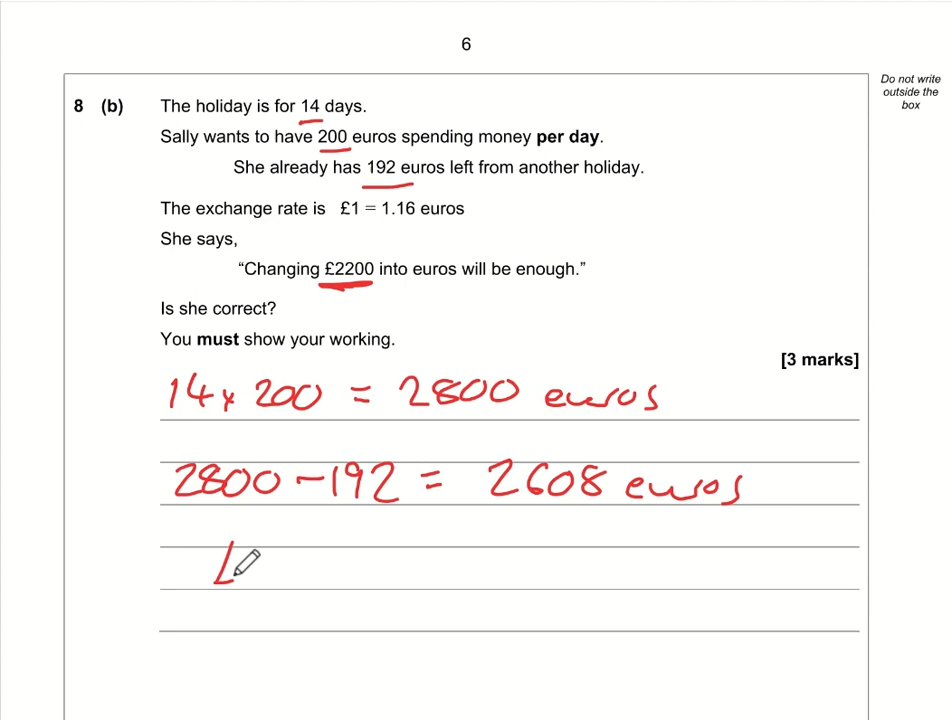 6
Do not write
outside the
box
8 (b) The holiday is for 14 days.
Sally wants to have 200 euros spending money per day.
She already has 192 euros left from another holiday.
The exchange rate is £1 = 1.16 euros
She says,
“Changing £2200 into euros will be enough.”
Is she correct?
You must show your working.
[3 marks]
14 x 200 = 2800 euros
2800 - 192 = 2608 euros